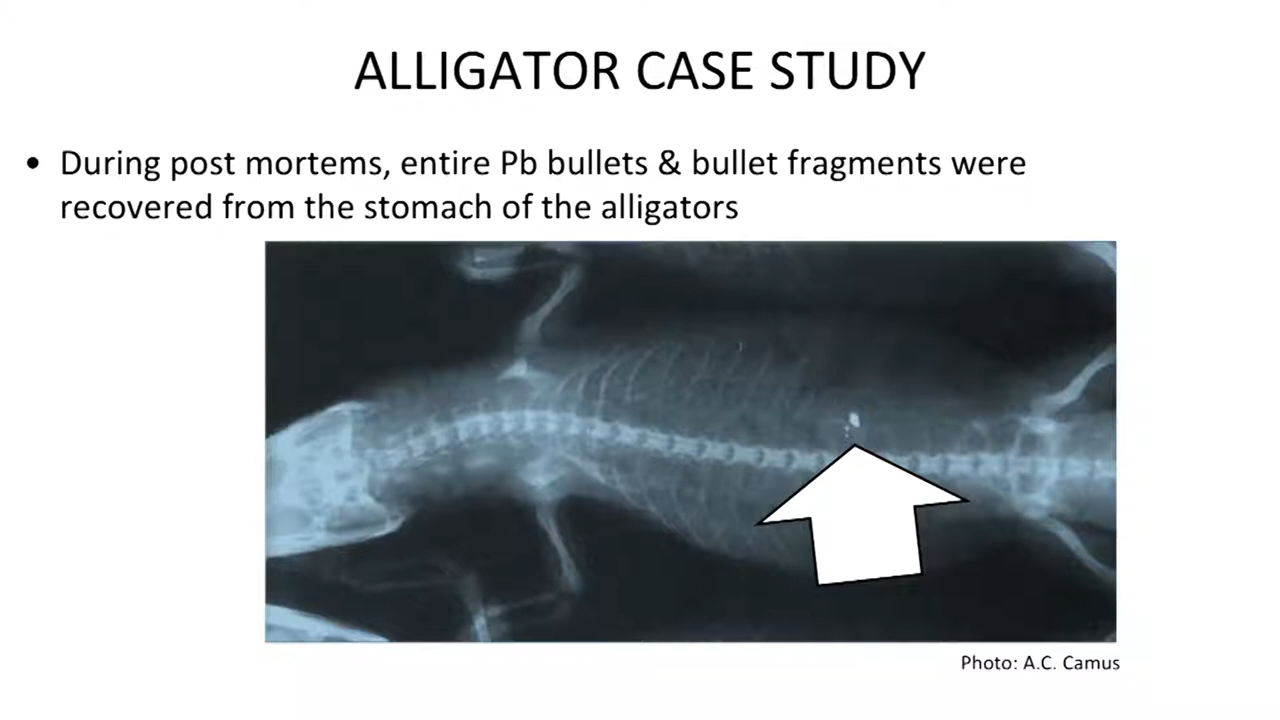 ALLIGATOR CASE STUDY
• During post mortems, entire Pb bullets & bullet fragments were
recovered from the stomach of the alligators
Photo: A.C. Camus